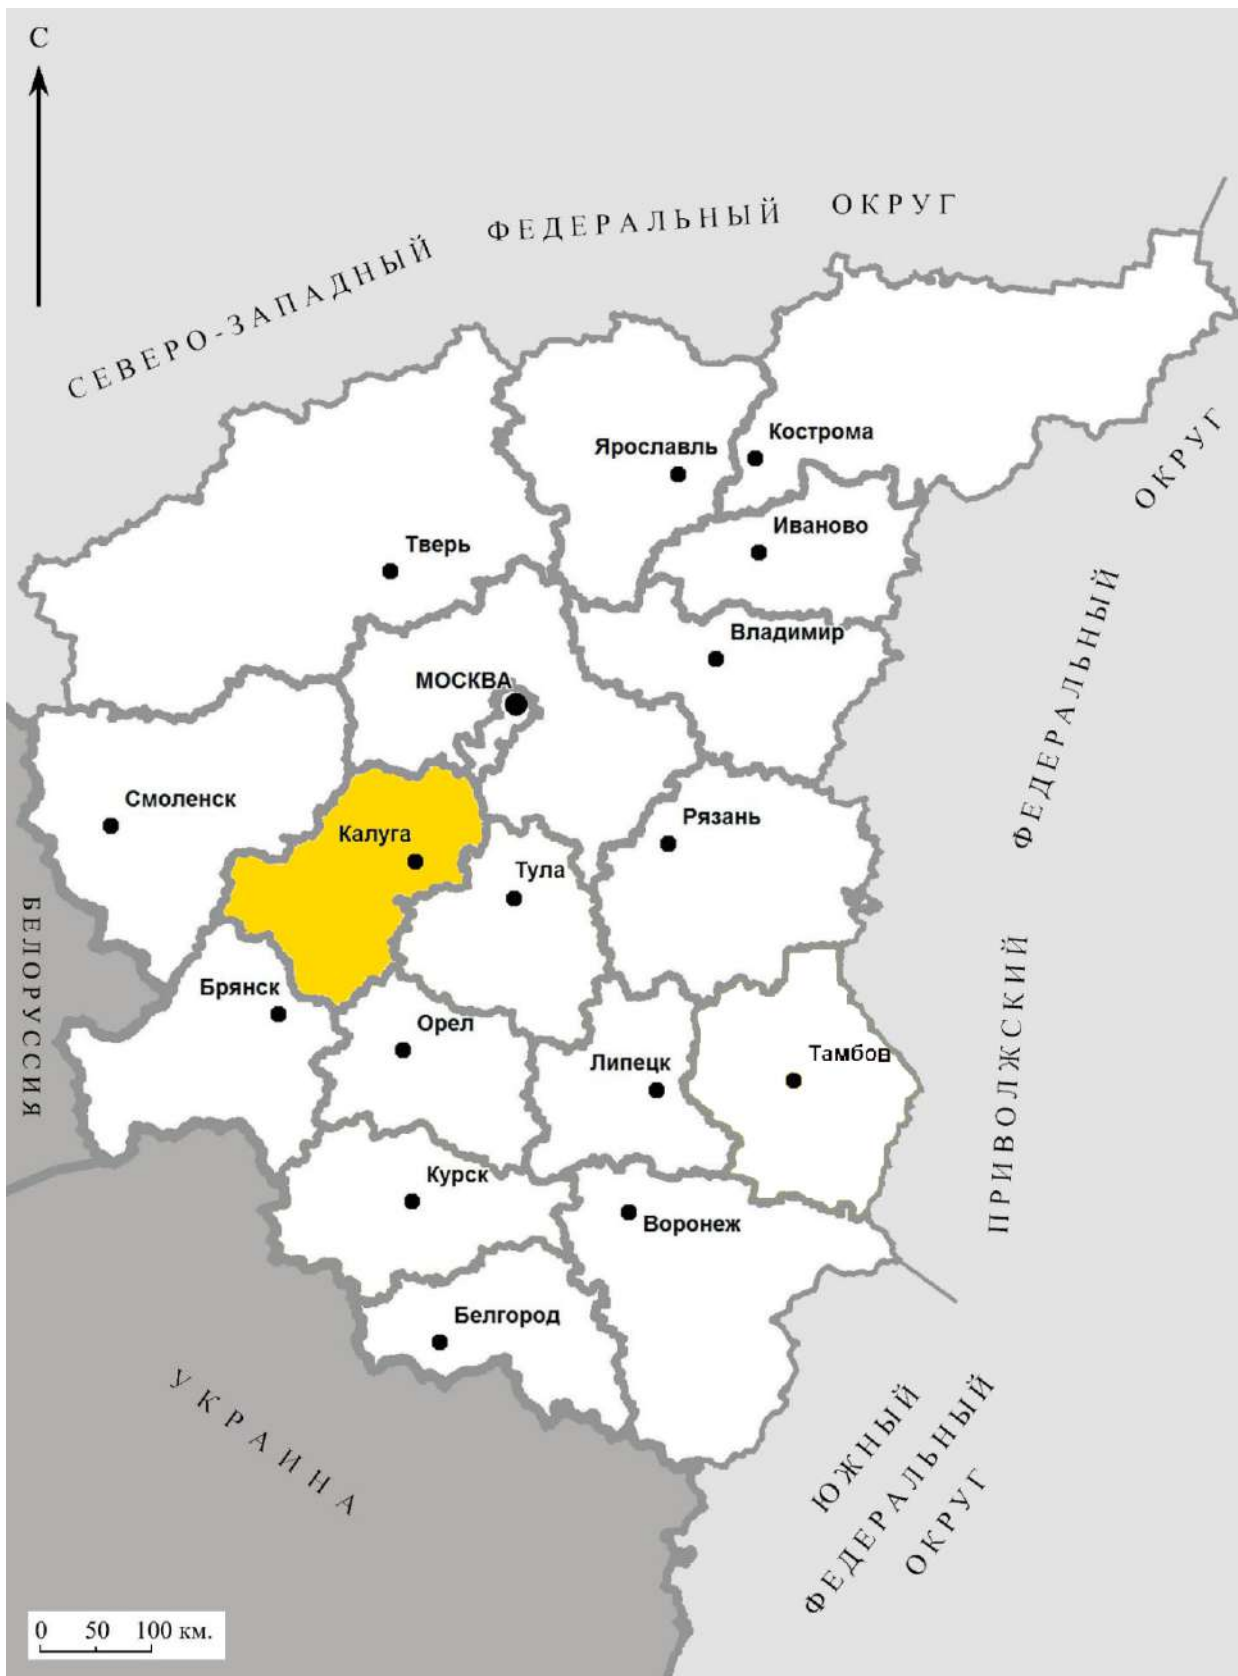 С
СЕВЕРО-ЗАПАДНЫЙ ФЕДЕРАЛЬНЫЙ ОКРУГ
Кострома
Ярославль
Иваново
Тверь
Владимир
МОСКВА
Смоленск
Калуга
Рязань
Тула
Брянск
Орел
Липецк
Тамбов
Курск
Воронеж
Белгород
БЕЛОРУССИЯ
УКРАИНА
ПРИВОЛЖСКИЙ ФЕДЕРАЛЬНЫЙ ОКРУГ
ЮЖНЫЙ
ФЕДЕРАЛЬНЫЙ
ОКРУГ
0 50 100 км.